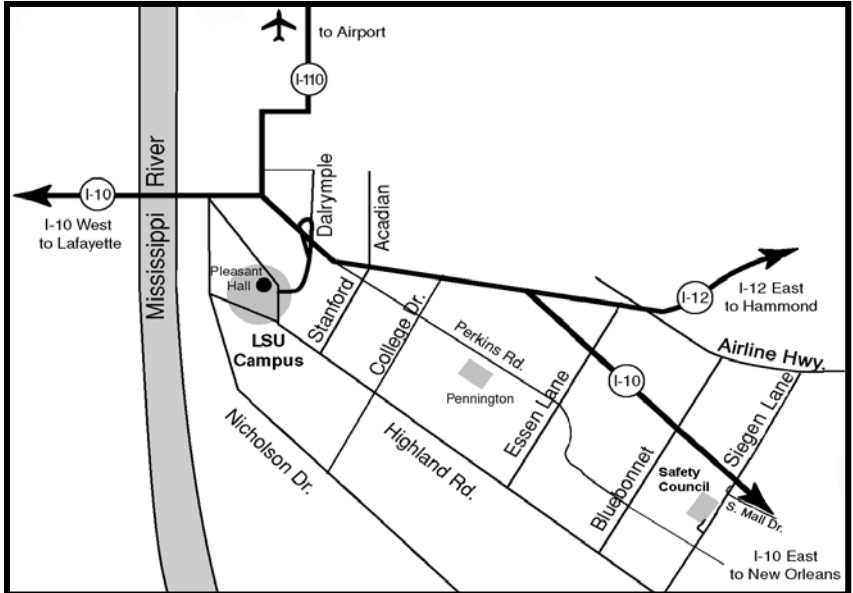 to Airport
I-110
Mississippi River
I-10
I-10 West
to Lafayette
Dalrymple
Acadian
Pleasant
Hall
LSU
Campus
Stanford
College Dr.
Perkins Rd.
Pennington
Essen Lane
I-12
I-12 East
to Hammond
Airline Hwy.
I-10
Siegen Lane
Nicholson Dr.
Highland Rd.
Bluebonnet
Safety
Council
S. Mall Dr.
I-10 East
to New Orleans